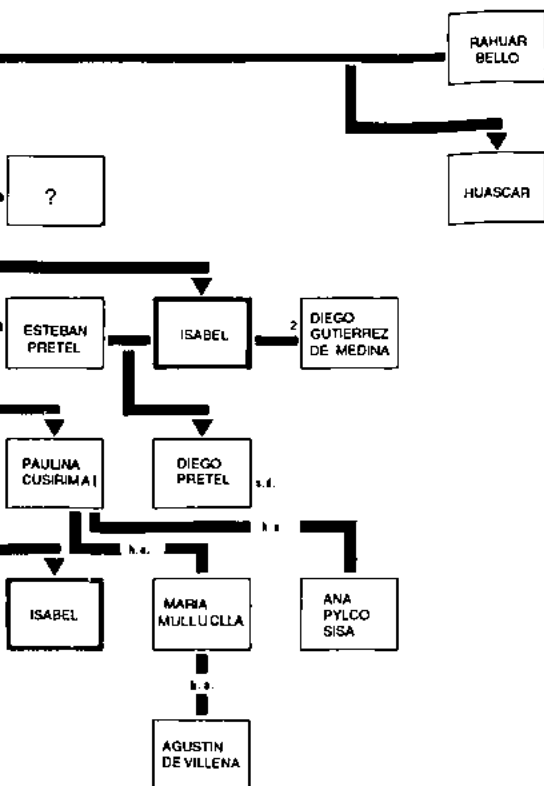 RAHUAR
BELLO
HUASCAR
?
ESTEBAN
PRETEL
ISABEL
2
DIEGO
GUTIERREZ
DE MEDINA
PAULINA
CUSIRIMAI
DIEGO
PRETEL
s.d.
h.a.
h.a.
ISABEL
MARIA
MULLUCLLA
ANA
PYLCO
SISA
h.a.
AGUSTIN
DE VILLENA